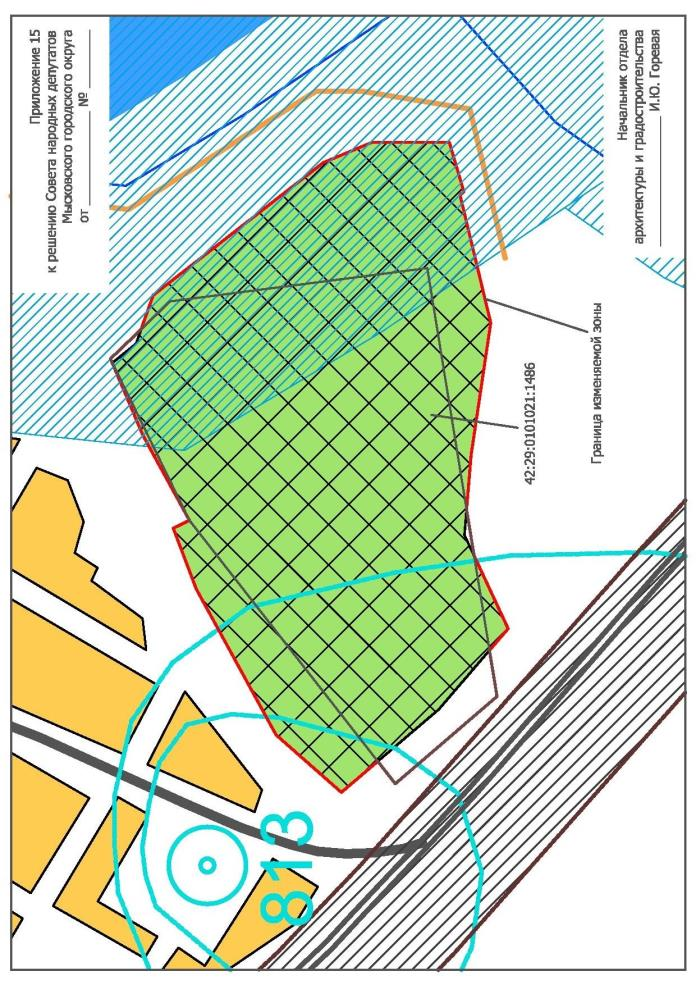 Приложение 15
к решению Совета народных депутатов
Мысковского городского округа
от ________ № ________
Начальник отдела
архитектуры и градостроительства
____________ И.Ю. Горевая
Граница изменяемой зоны
42:29:0101021:1486
813